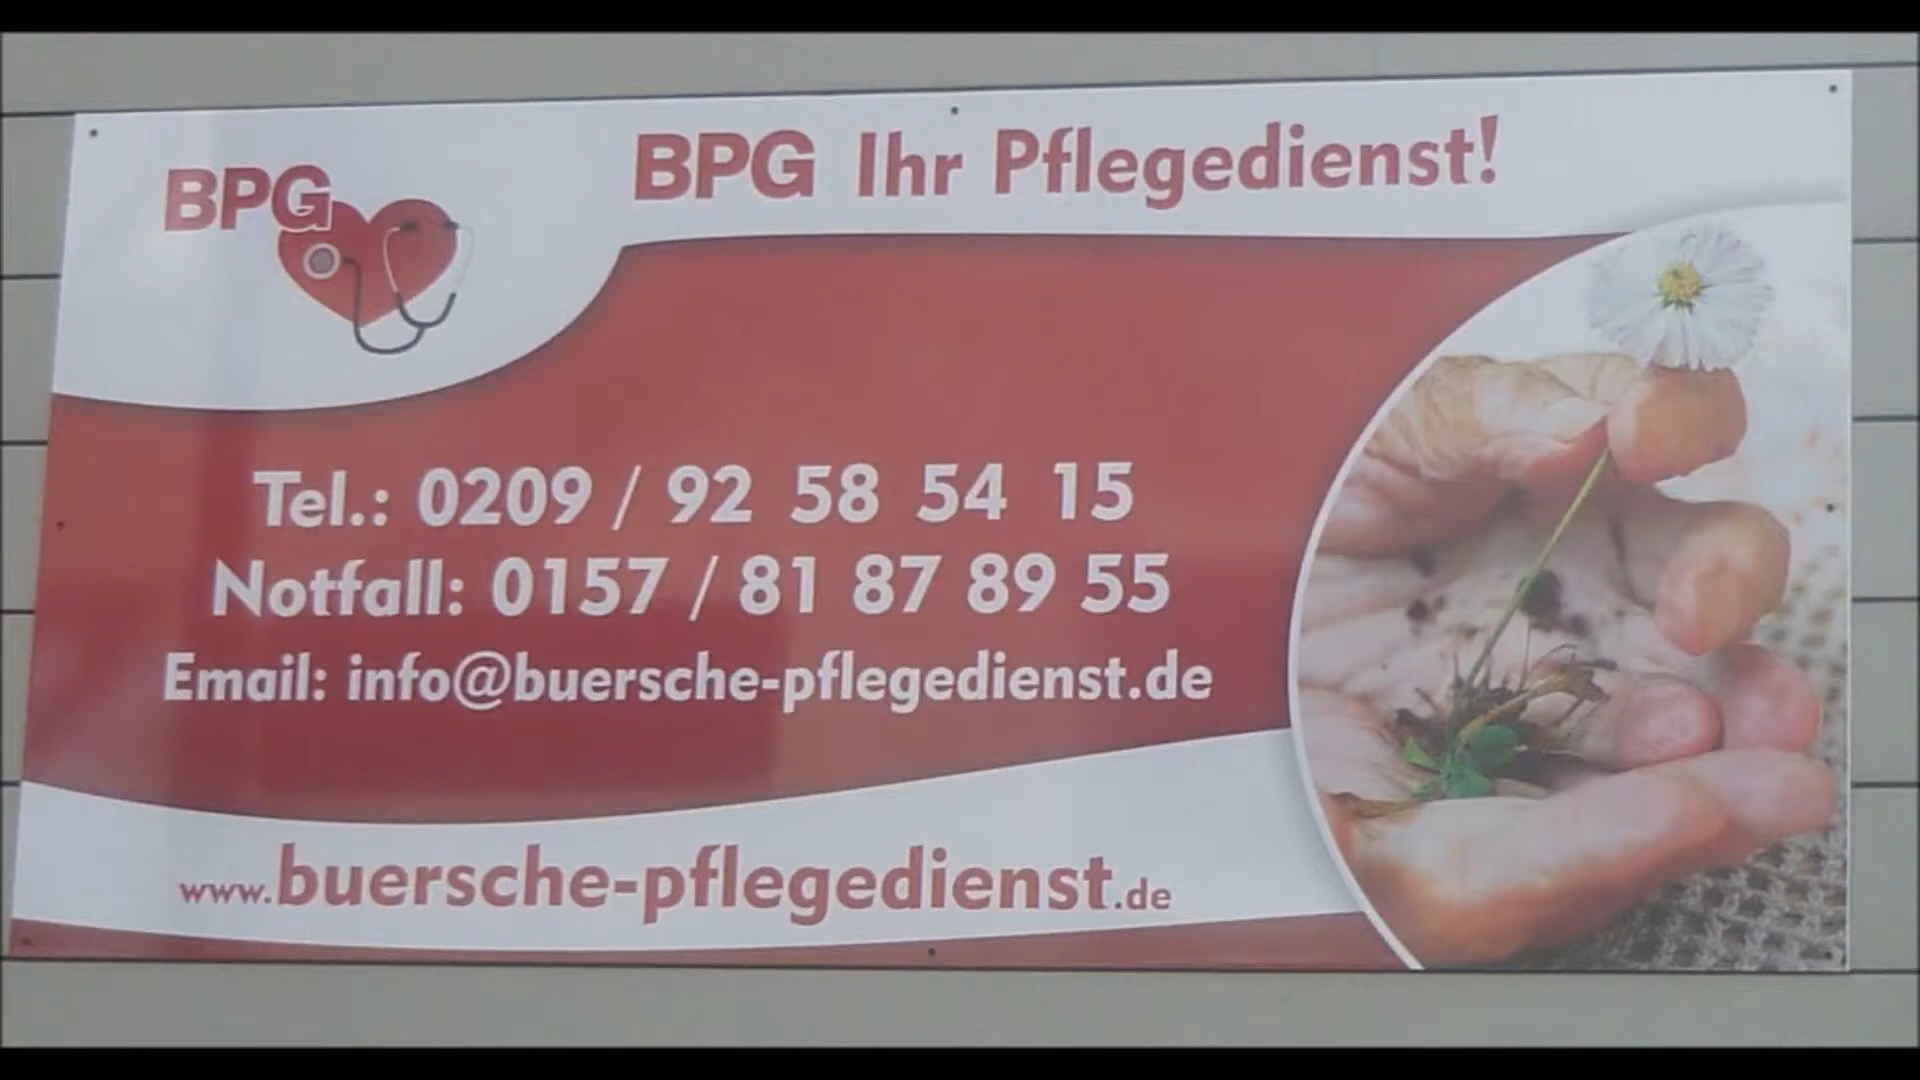 BPG
BPG Ihr Pflegedienst!
Tel.: 0209 / 92 58 54 15
Notfall: 0157 / 81 87 89 55
Email: info@buersche-pflegedienst.de
www.buersche-pflegedienst.de